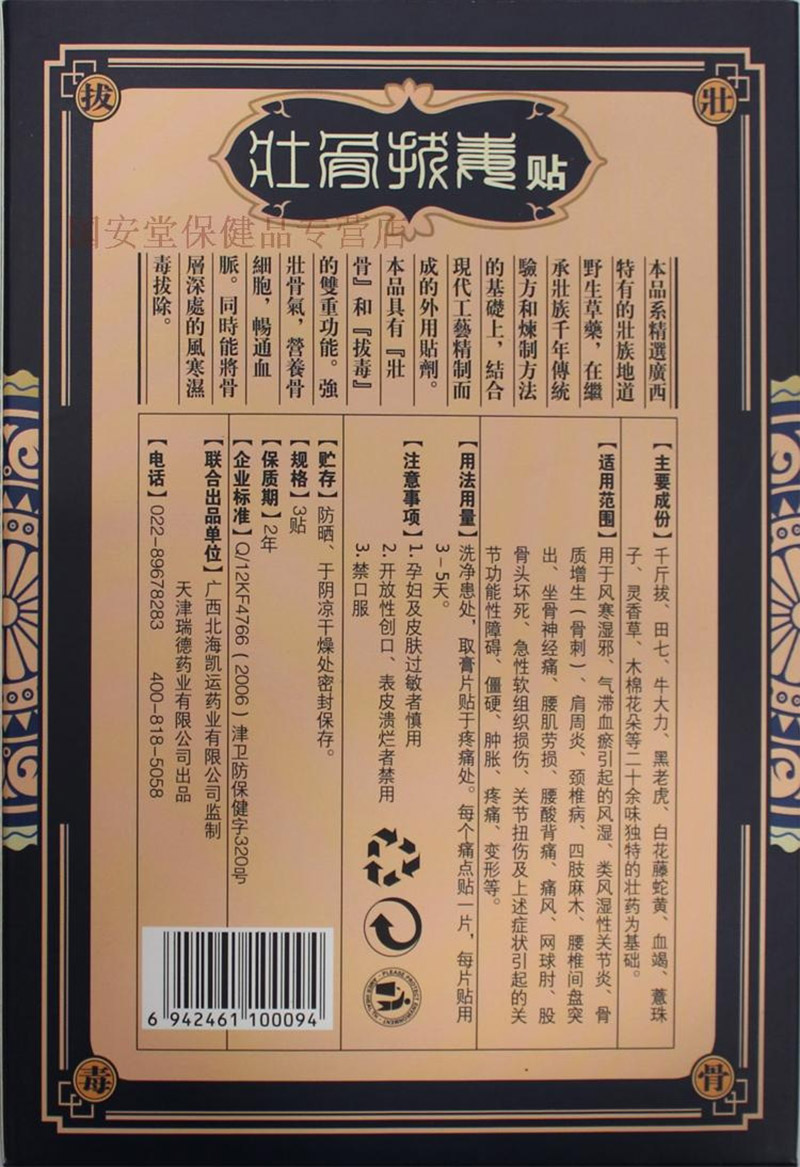 拔
壯
壯骨拔毒贴
国安堂保健品专营店
本品系精選廣西
特有的壯族地道
野生草藥，在繼
承壯族千年傳統
驗方和煉制方法
的基礎上，結合
現代工藝精制而
成的外用貼劑。
本品具有『壯
骨』和『拔毒』
的雙重功能。強
壯骨氣，營養骨
細胞，暢通血
脈。同時能將骨
層深處的風寒濕
毒拔除。
【主要成份】千斤拔、田七、牛大力、黑老虎、白花藤蛇黄、血竭、薏珠
子、灵香草、木棉花朵等二十余味独特的壮药为基础。
【适用范围】用于风寒湿邪、气滞血瘀引起的风湿、类风湿性关节炎、骨
质增生（骨刺）、肩周炎、颈椎病、四肢麻木、腰椎间盘突
出、坐骨神经痛、腰肌劳损、腰酸背痛、痛风、网球肘、股
骨头坏死、急性软组织损伤、关节扭伤及上述症状引起的关
节功能性障碍、僵硬、肿胀、疼痛、变形等。
【用法用量】洗净患处，取膏片贴于疼痛处。每个痛点贴一片，每片贴用
3-5天。
【注意事项】1. 孕妇及皮肤过敏者慎用
2. 开放性创口、表皮溃烂者禁用
3. 禁口服
【贮存】防晒、于阴凉干燥处密封保存。
【规格】3贴
【保质期】2年
【企业标准】Q/12KF4766（2006）津卫防保健字320号
【联合出品单位】广西北海凯运药业有限公司监制
天津瑞德药业有限公司出品
【电话】022-89678283 400-818-5058
PLEASE PROTECT ENVIRONMENT
6 942461 100094
毒
骨